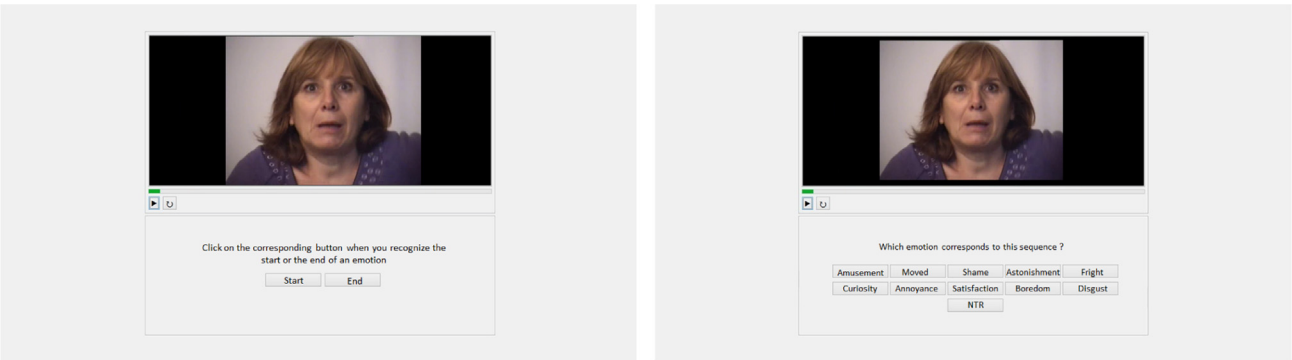 Click on the corresponding button when you recognize the
start or the end of an emotion
Start End
Which emotion corresponds to this sequence ?
Amusement Moved Shame Astonishment Fright
Curiosity Annoyance Satisfaction Boredom Disgust
NTR